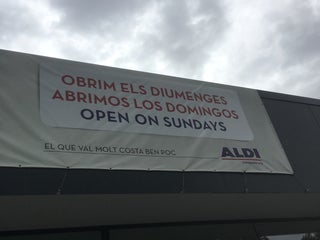 OBRIM ELS DIUMENGES
ABRIMOS LOS DOMINGOS
OPEN ON SUNDAYS
EL QUE VAL MOLT COSTA BEN POC
ALDI